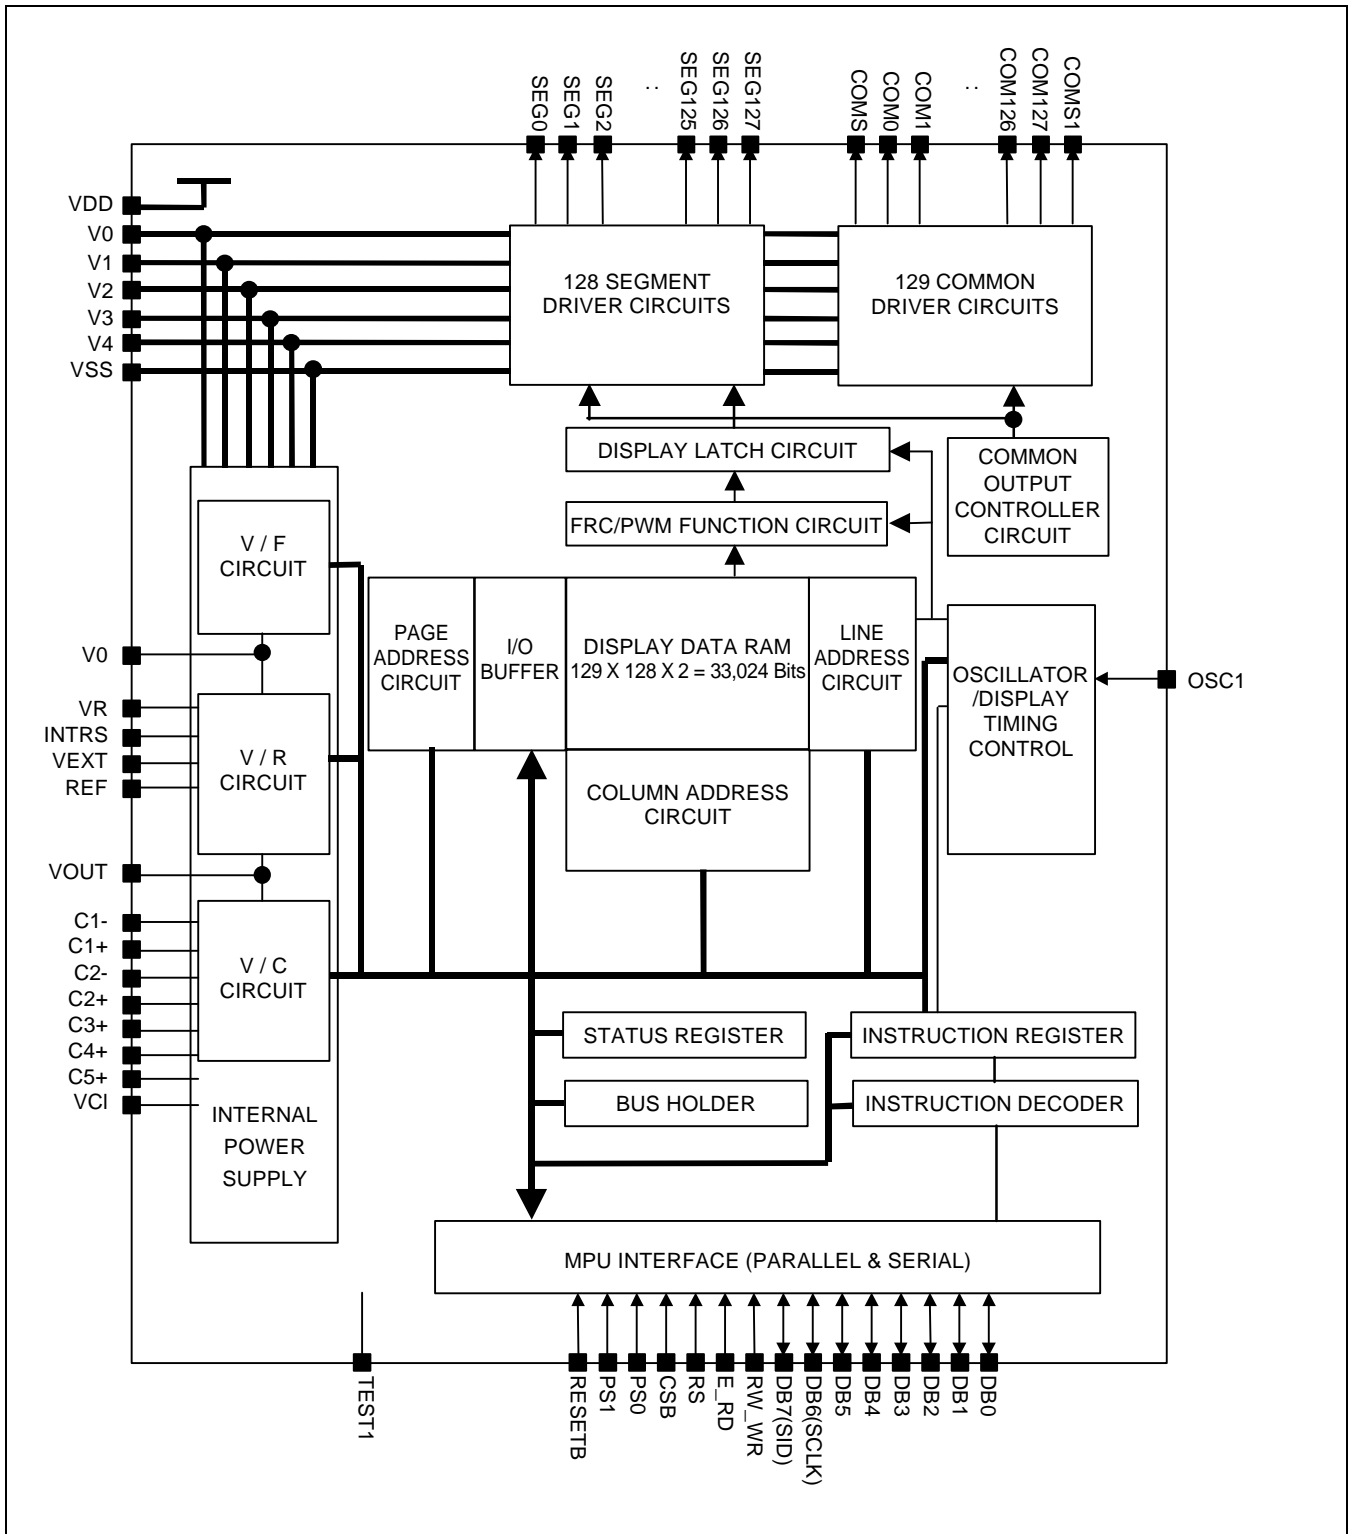 SEG0
SEG1
SEG2
..
SEG125
SEG126
SEG127
COMS
COM0
COM1
..
COM126
COM127
COMS1
VDD
V0
V1
V2
V3
V4
VSS
128 SEGMENT
DRIVER CIRCUITS
129 COMMON
DRIVER CIRCUITS
DISPLAY LATCH CIRCUIT
COMMON
OUTPUT
CONTROLLER
CIRCUIT
FRC/PWM FUNCTION CIRCUIT
V / F
CIRCUIT
PAGE
ADDRESS
CIRCUIT
I/O
BUFFER
DISPLAY DATA RAM
129 X 128 X 2 = 33,024 Bits
LINE
ADDRESS
CIRCUIT
OSCILLATOR
/DISPLAY
TIMING
CONTROL
OSC1
V0
VR
INTRS
VEXT
REF
V / R
CIRCUIT
COLUMN ADDRESS
CIRCUIT
VOUT
C1-
C1+
C2-
C2+
C3+
C4+
C5+
VCI
V / C
CIRCUIT
INTERNAL
POWER
SUPPLY
STATUS REGISTER
INSTRUCTION REGISTER
BUS HOLDER
INSTRUCTION DECODER
MPU INTERFACE (PARALLEL & SERIAL)
TEST1
RESETB
PS1
PS0
CSB
RS
E_RD
RW_WR
DB7(SID)
DB6(SCLK)
DB5
DB4
DB3
DB2
DB1
DB0